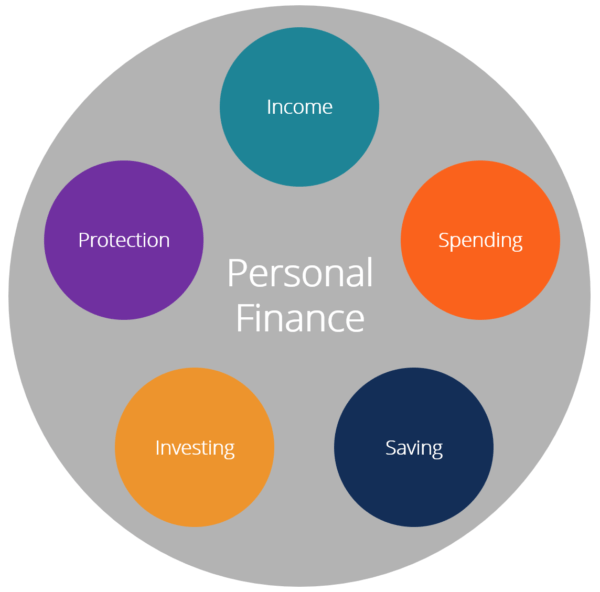 Income
Protection
Spending
Personal
Finance
Investing
Saving